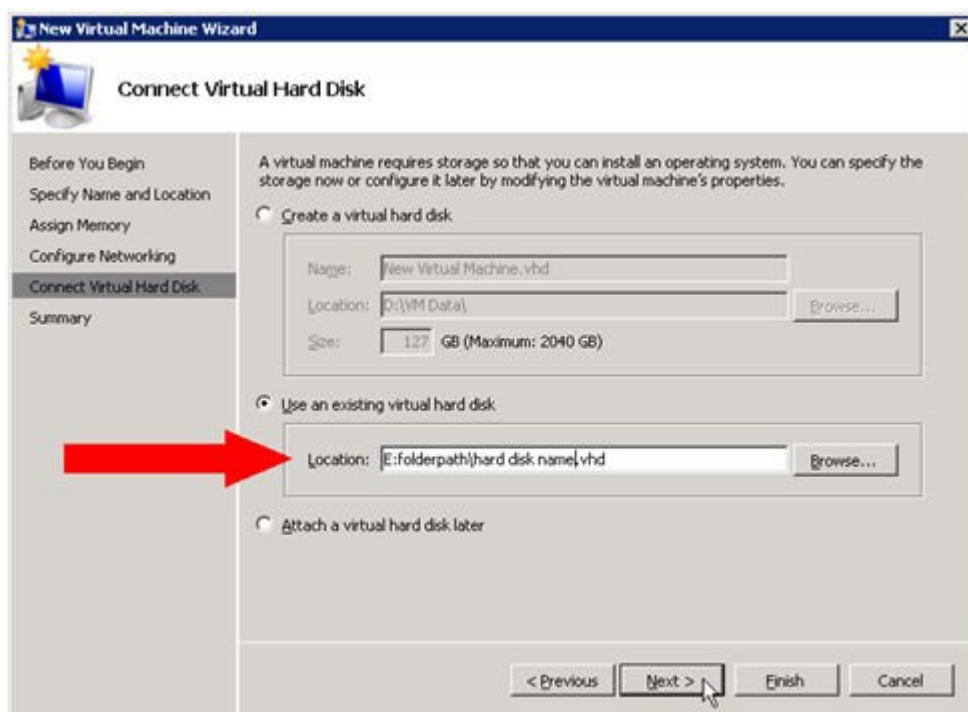 New Virtual Machine Wizard
Connect Virtual Hard Disk
Before You Begin
Specify Name and Location
Assign Memory
Configure Networking
Connect Virtual Hard Disk
Summary
A virtual machine requires storage so that you can install an operating system. You can specify the
storage now or configure it later by modifying the virtual machine's properties.
Create a virtual hard disk
Name: New Virtual Machine.vhd
Location: D:\VM Data\ Browse...
Size: 127 GB (Maximum: 2040 GB)
Use an existing virtual hard disk
Location: E:folderpath\hard disk name.vhd Browse...
Attach a virtual hard disk later
< Previous Next > Finish Cancel